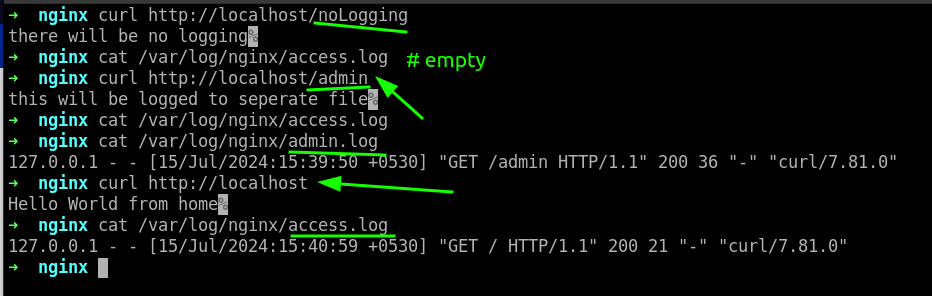 → nginx curl http://localhost/noLogging
there will be no logging%
→ nginx cat /var/log/nginx/access.log # empty
→ nginx curl http://localhost/admin
this will be logged to seperate file%
→ nginx cat /var/log/nginx/access.log
→ nginx cat /var/log/nginx/admin.log
127.0.0.1 - - [15/Jul/2024:15:39:50 +0530] "GET /admin HTTP/1.1" 200 36 "-" "curl/7.81.0"
→ nginx curl http://localhost
Hello World from home%
→ nginx cat /var/log/nginx/access.log
127.0.0.1 - - [15/Jul/2024:15:40:59 +0530] "GET / HTTP/1.1" 200 21 "-" "curl/7.81.0"
→ nginx